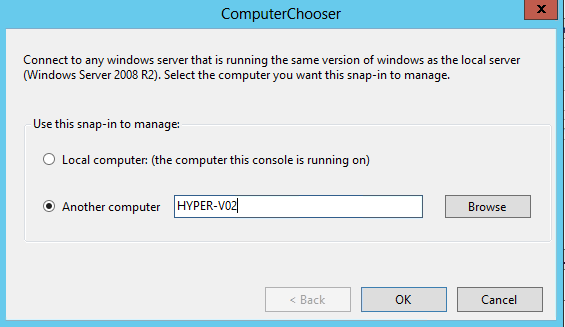 ComputerChooser
x
Connect to any windows server that is running the same version of windows as the local server
(Windows Server 2008 R2). Select the computer you want this snap-in to manage.
Use this snap-in to manage:
Local computer: (the computer this console is running on)
Another computer HYPER-V02 Browse
< Back OK Cancel